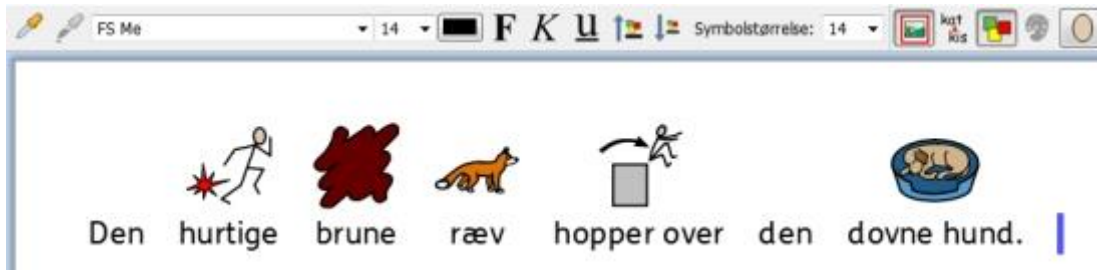 FS Me 14 F K U Symbolstørrelse: 14 kat kis
Den hurtige brune ræv hopper over den dovne hund.